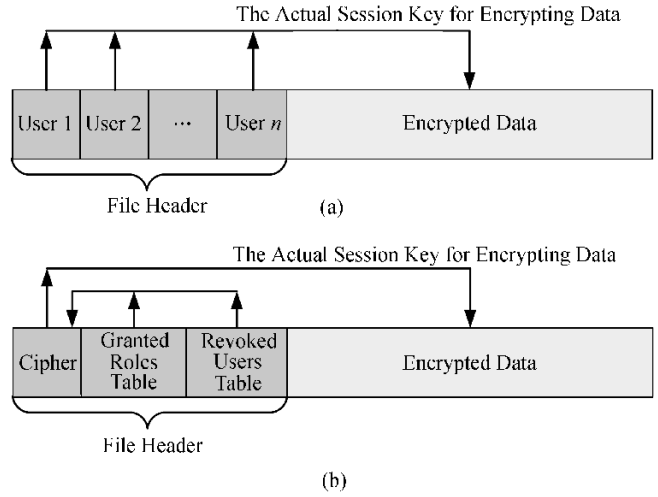 The Actual Session Key for Encrypting Data
User 1 User 2 ... User n Encrypted Data
File Header
(a)
The Actual Session Key for Encrypting Data
Cipher Granted Roles Table Revoked Users Table Encrypted Data
File Header
(b)